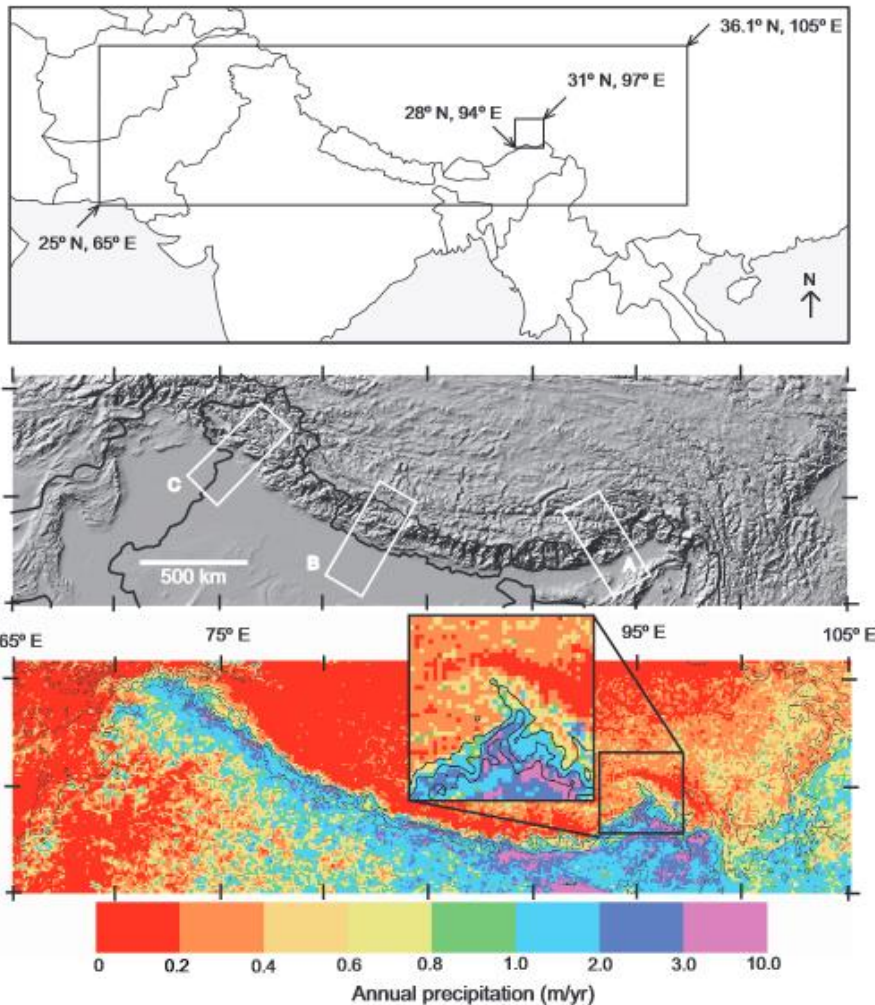 36.1º N, 105º E
31º N, 97º E
28º N, 94º E
25º N, 65º E
N
C
B
A
500 km
65º E 75º E 95º E 105º E
0 0.2 0.4 0.6 0.8 1.0 2.0 3.0 10.0
Annual precipitation (m/yr)